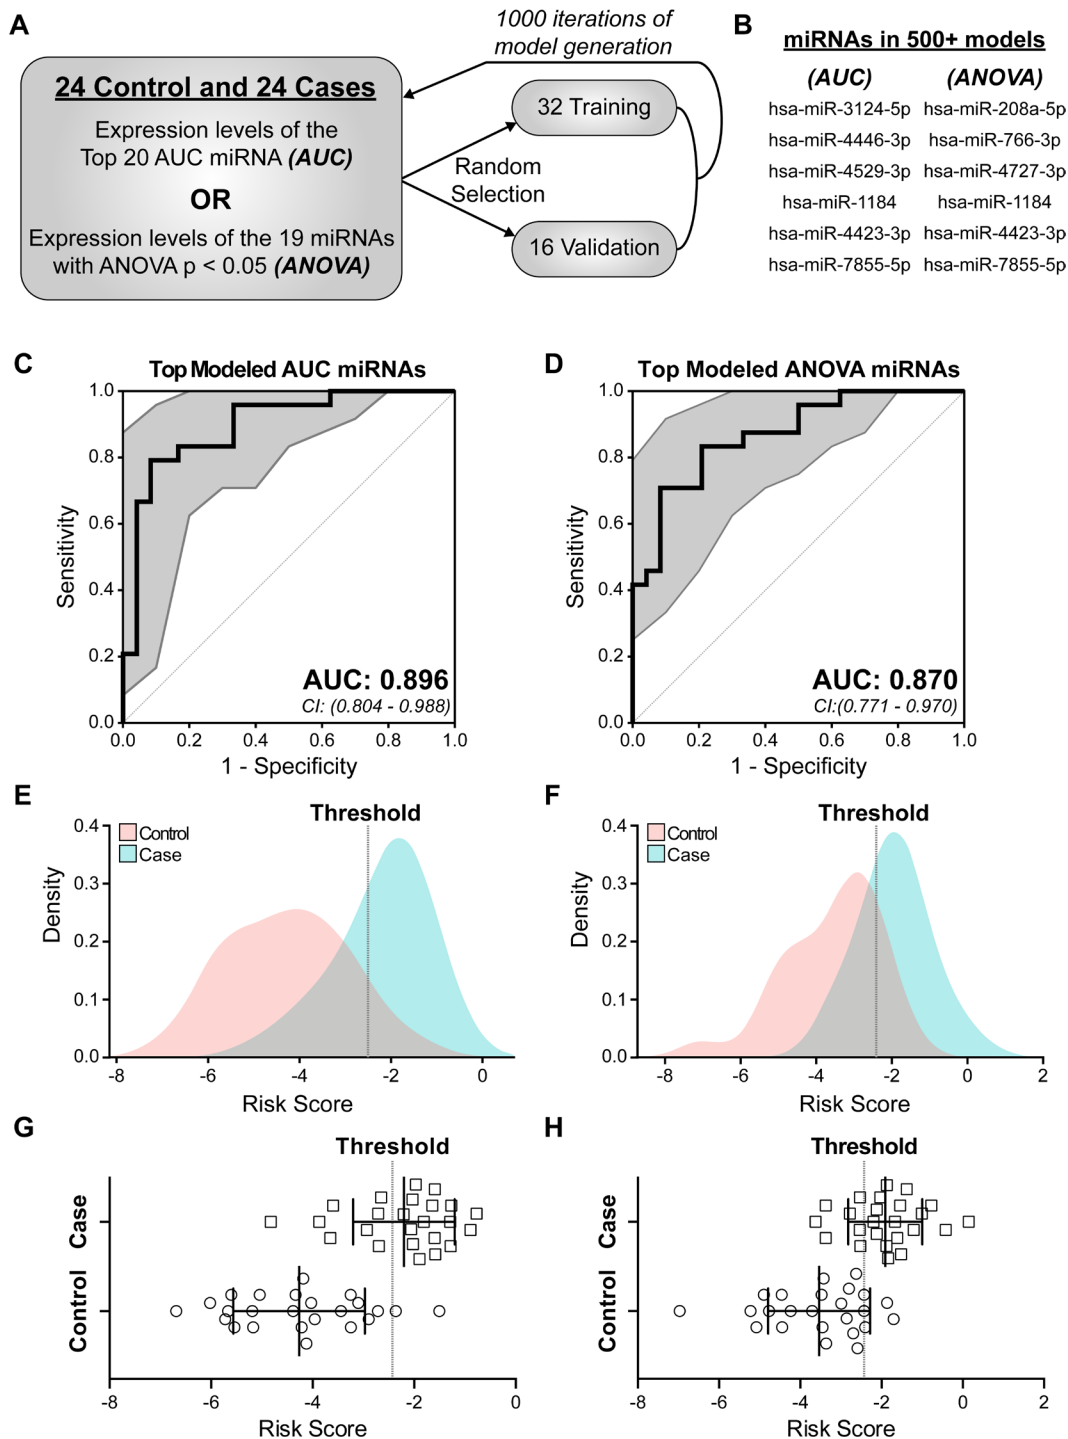 A
24 Control and 24 Cases
Expression levels of the
Top 20 AUC miRNA (AUC)
OR
Expression levels of the 19 miRNAs
with ANOVA p < 0.05 (ANOVA)
1000 iterations of
model generation
32 Training
Random
Selection
16 Validation
B
miRNAs in 500+ models
(AUC) (ANOVA)
hsa-miR-3124-5p hsa-miR-208a-5p
hsa-miR-4446-3p hsa-miR-766-3p
hsa-miR-4529-3p hsa-miR-4727-3p
hsa-miR-1184 hsa-miR-1184
hsa-miR-4423-3p hsa-miR-4423-3p
hsa-miR-7855-5p hsa-miR-7855-5p
C
Top Modeled AUC miRNAs
1.0
0.8
0.6
0.4
0.2
0.0
Sensitivity
AUC: 0.896
CI: (0.804 - 0.988)
0.0 0.2 0.4 0.6 0.8 1.0
1 - Specificity
D
Top Modeled ANOVA miRNAs
1.0
0.8
0.6
0.4
0.2
0.0
Sensitivity
AUC: 0.870
CI:(0.771 - 0.970)
0.0 0.2 0.4 0.6 0.8 1.0
1 - Specificity
E
Threshold
Control
Case
0.4
0.3
0.2
0.1
0.0
Density
-8 -6 -4 -2 0
Risk Score
F
Threshold
Control
Case
0.4
0.3
0.2
0.1
0.0
Density
-8 -6 -4 -2 0 2
Risk Score
G
Threshold
Case
Control
-8 -6 -4 -2 0
Risk Score
H
Threshold
Case
Control
-8 -6 -4 -2 0 2
Risk Score